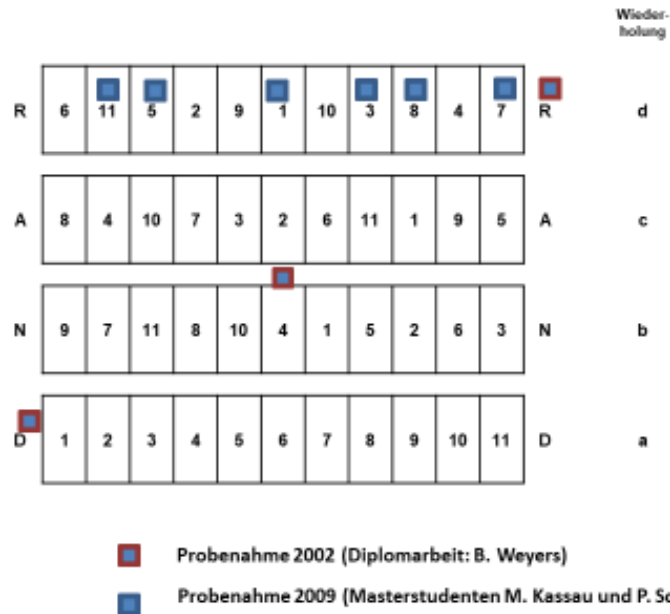 Wieder-
holung
R 6 11 5 2 9 1 10 3 8 4 7 R d
A 8 4 10 7 3 2 6 11 1 9 5 A c
N 9 7 11 8 10 4 1 5 2 6 3 N b
D 1 2 3 4 5 6 7 8 9 10 11 D a
Probenahme 2002 (Diplomarbeit: B. Weyers)
Probenahme 2009 (Masterstudenten M. Kassau und P.